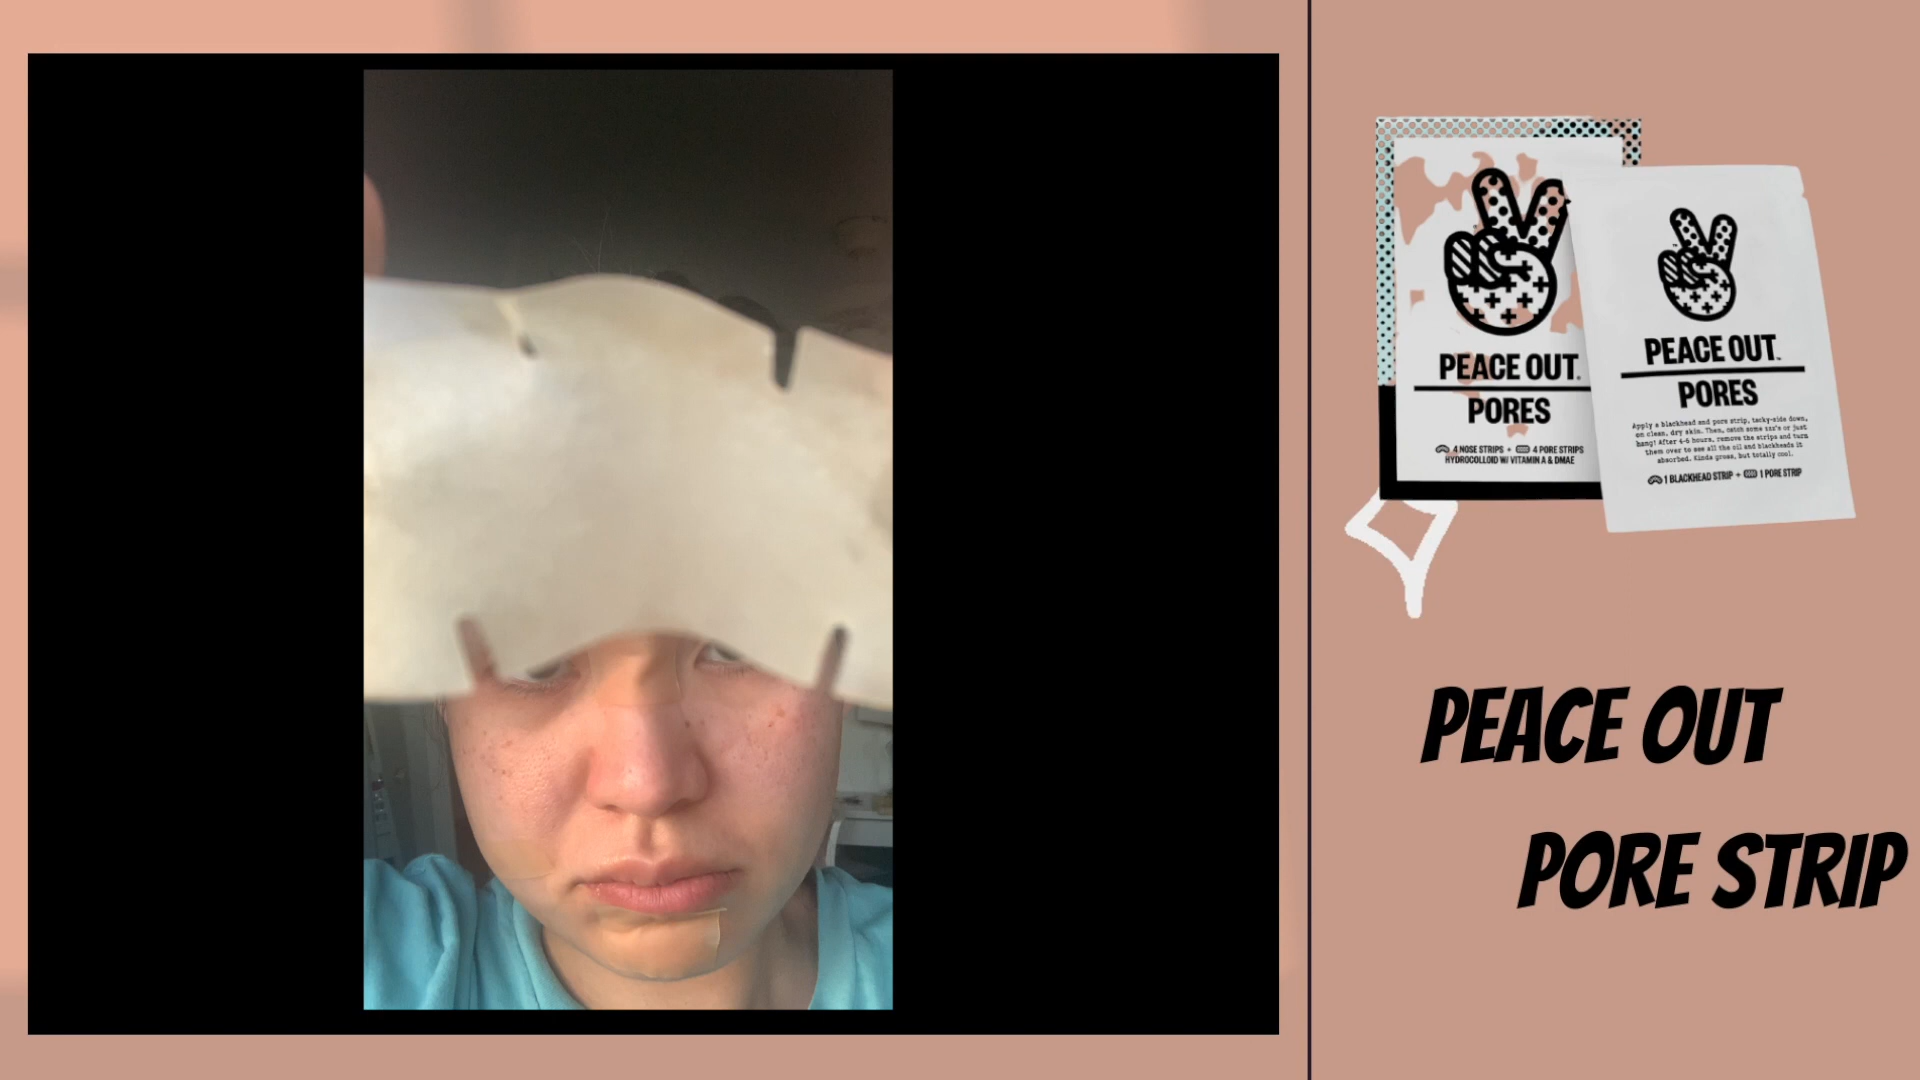 PEACE OUT.
PORES
4 NOSE STRIPS + 4 PORE STRIPS
HYDROCOLLOID W/ VITAMIN A & DMAE
PEACE OUT™
PORES
Apply a blackhead and pore strip, tacky-side down,
on clean, dry skin. Then, catch some zzz's or just
hang! After 4-6 hours, remove the strips and turn
them over to see all the oil and blackheads it
absorbed. Kinda gross, but totally cool.
1 BLACKHEAD STRIP + 1 PORE STRIP
PEACE OUT
PORE STRIP